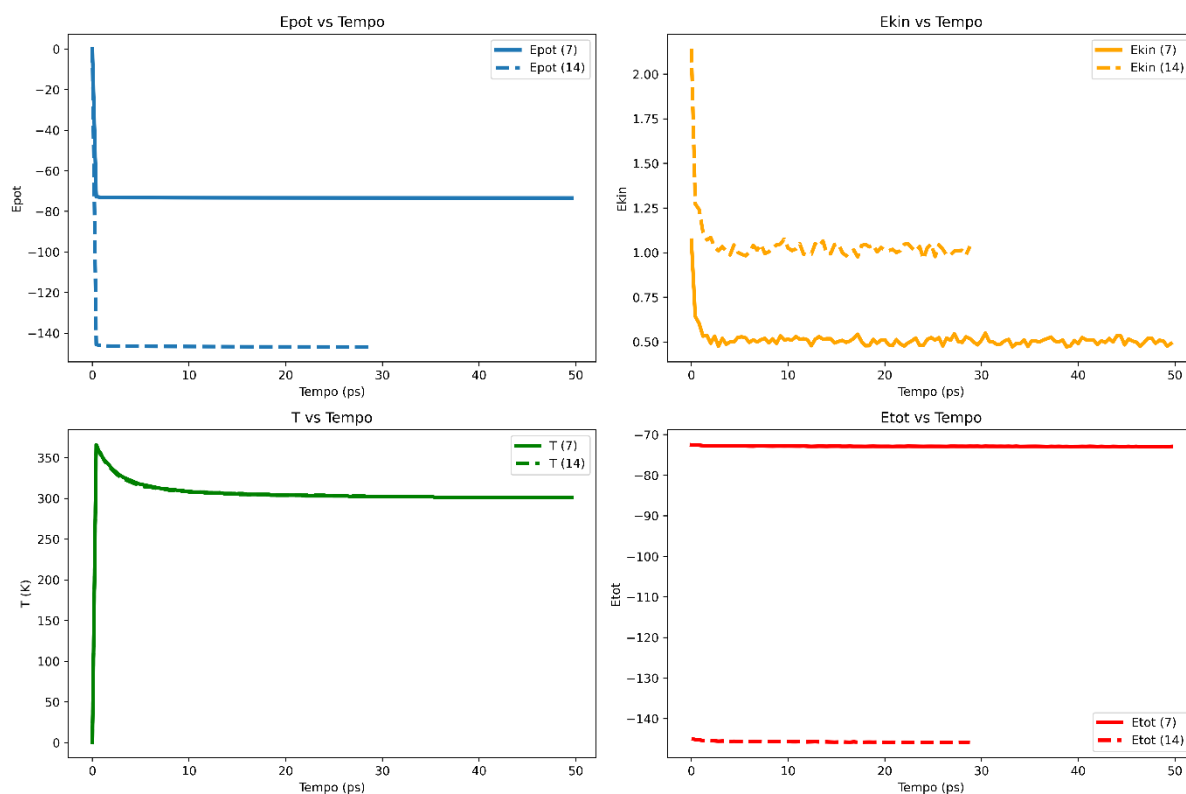 Epot vs Tempo
Epot (7)
Epot (14)
0
−20
−40
−60
−80
−100
−120
−140
Epot
0
10
20
30
40
50
Tempo (ps)
Ekin vs Tempo
Ekin (7)
Ekin (14)
2.00
1.75
1.50
1.25
1.00
0.75
0.50
Ekin
0
10
20
30
40
50
Tempo (ps)
T vs Tempo
T (7)
T (14)
350
300
250
200
150
100
50
0
T (K)
0
10
20
30
40
50
Tempo (ps)
Etot vs Tempo
−70
−80
−90
−100
−110
−120
−130
−140
Etot
Etot (7)
Etot (14)
0
10
20
30
40
50
Tempo (ps)